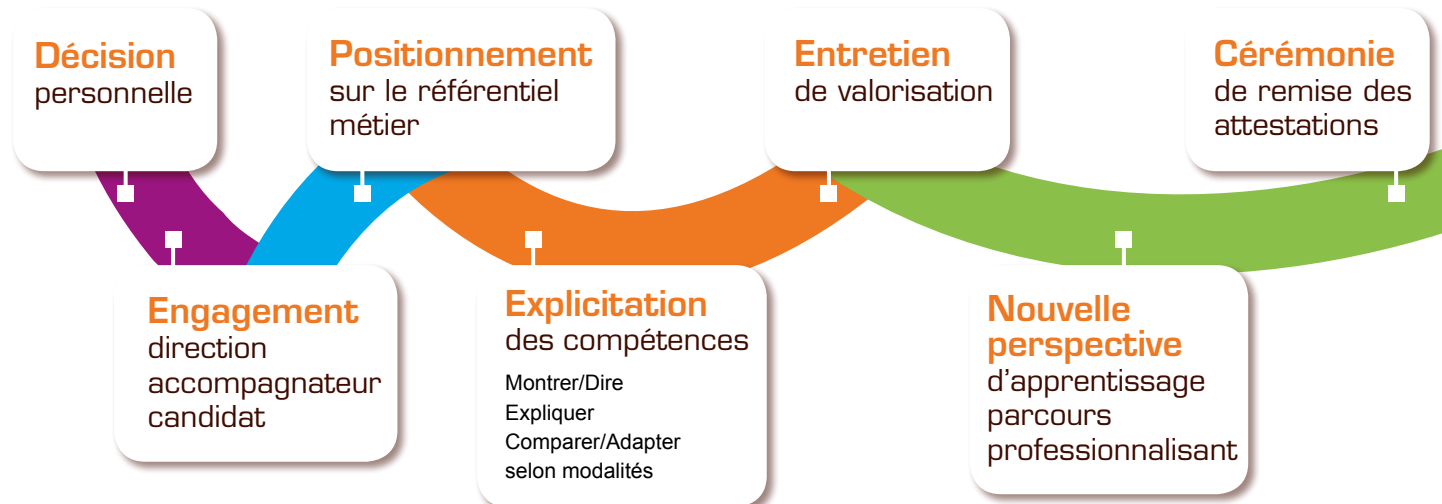 Décision
personnelle
Engagement
direction
accompagnateur
candidat
Positionnement
sur le référentiel
métier
Explicitation
des compétences
Montrer/Dire
Expliquer
Comparer/Adapter
selon modalités
Entretien
de valorisation
Nouvelle
perspective
d’apprentissage
parcours
professionnalisant
Cérémonie
de remise des
attestations